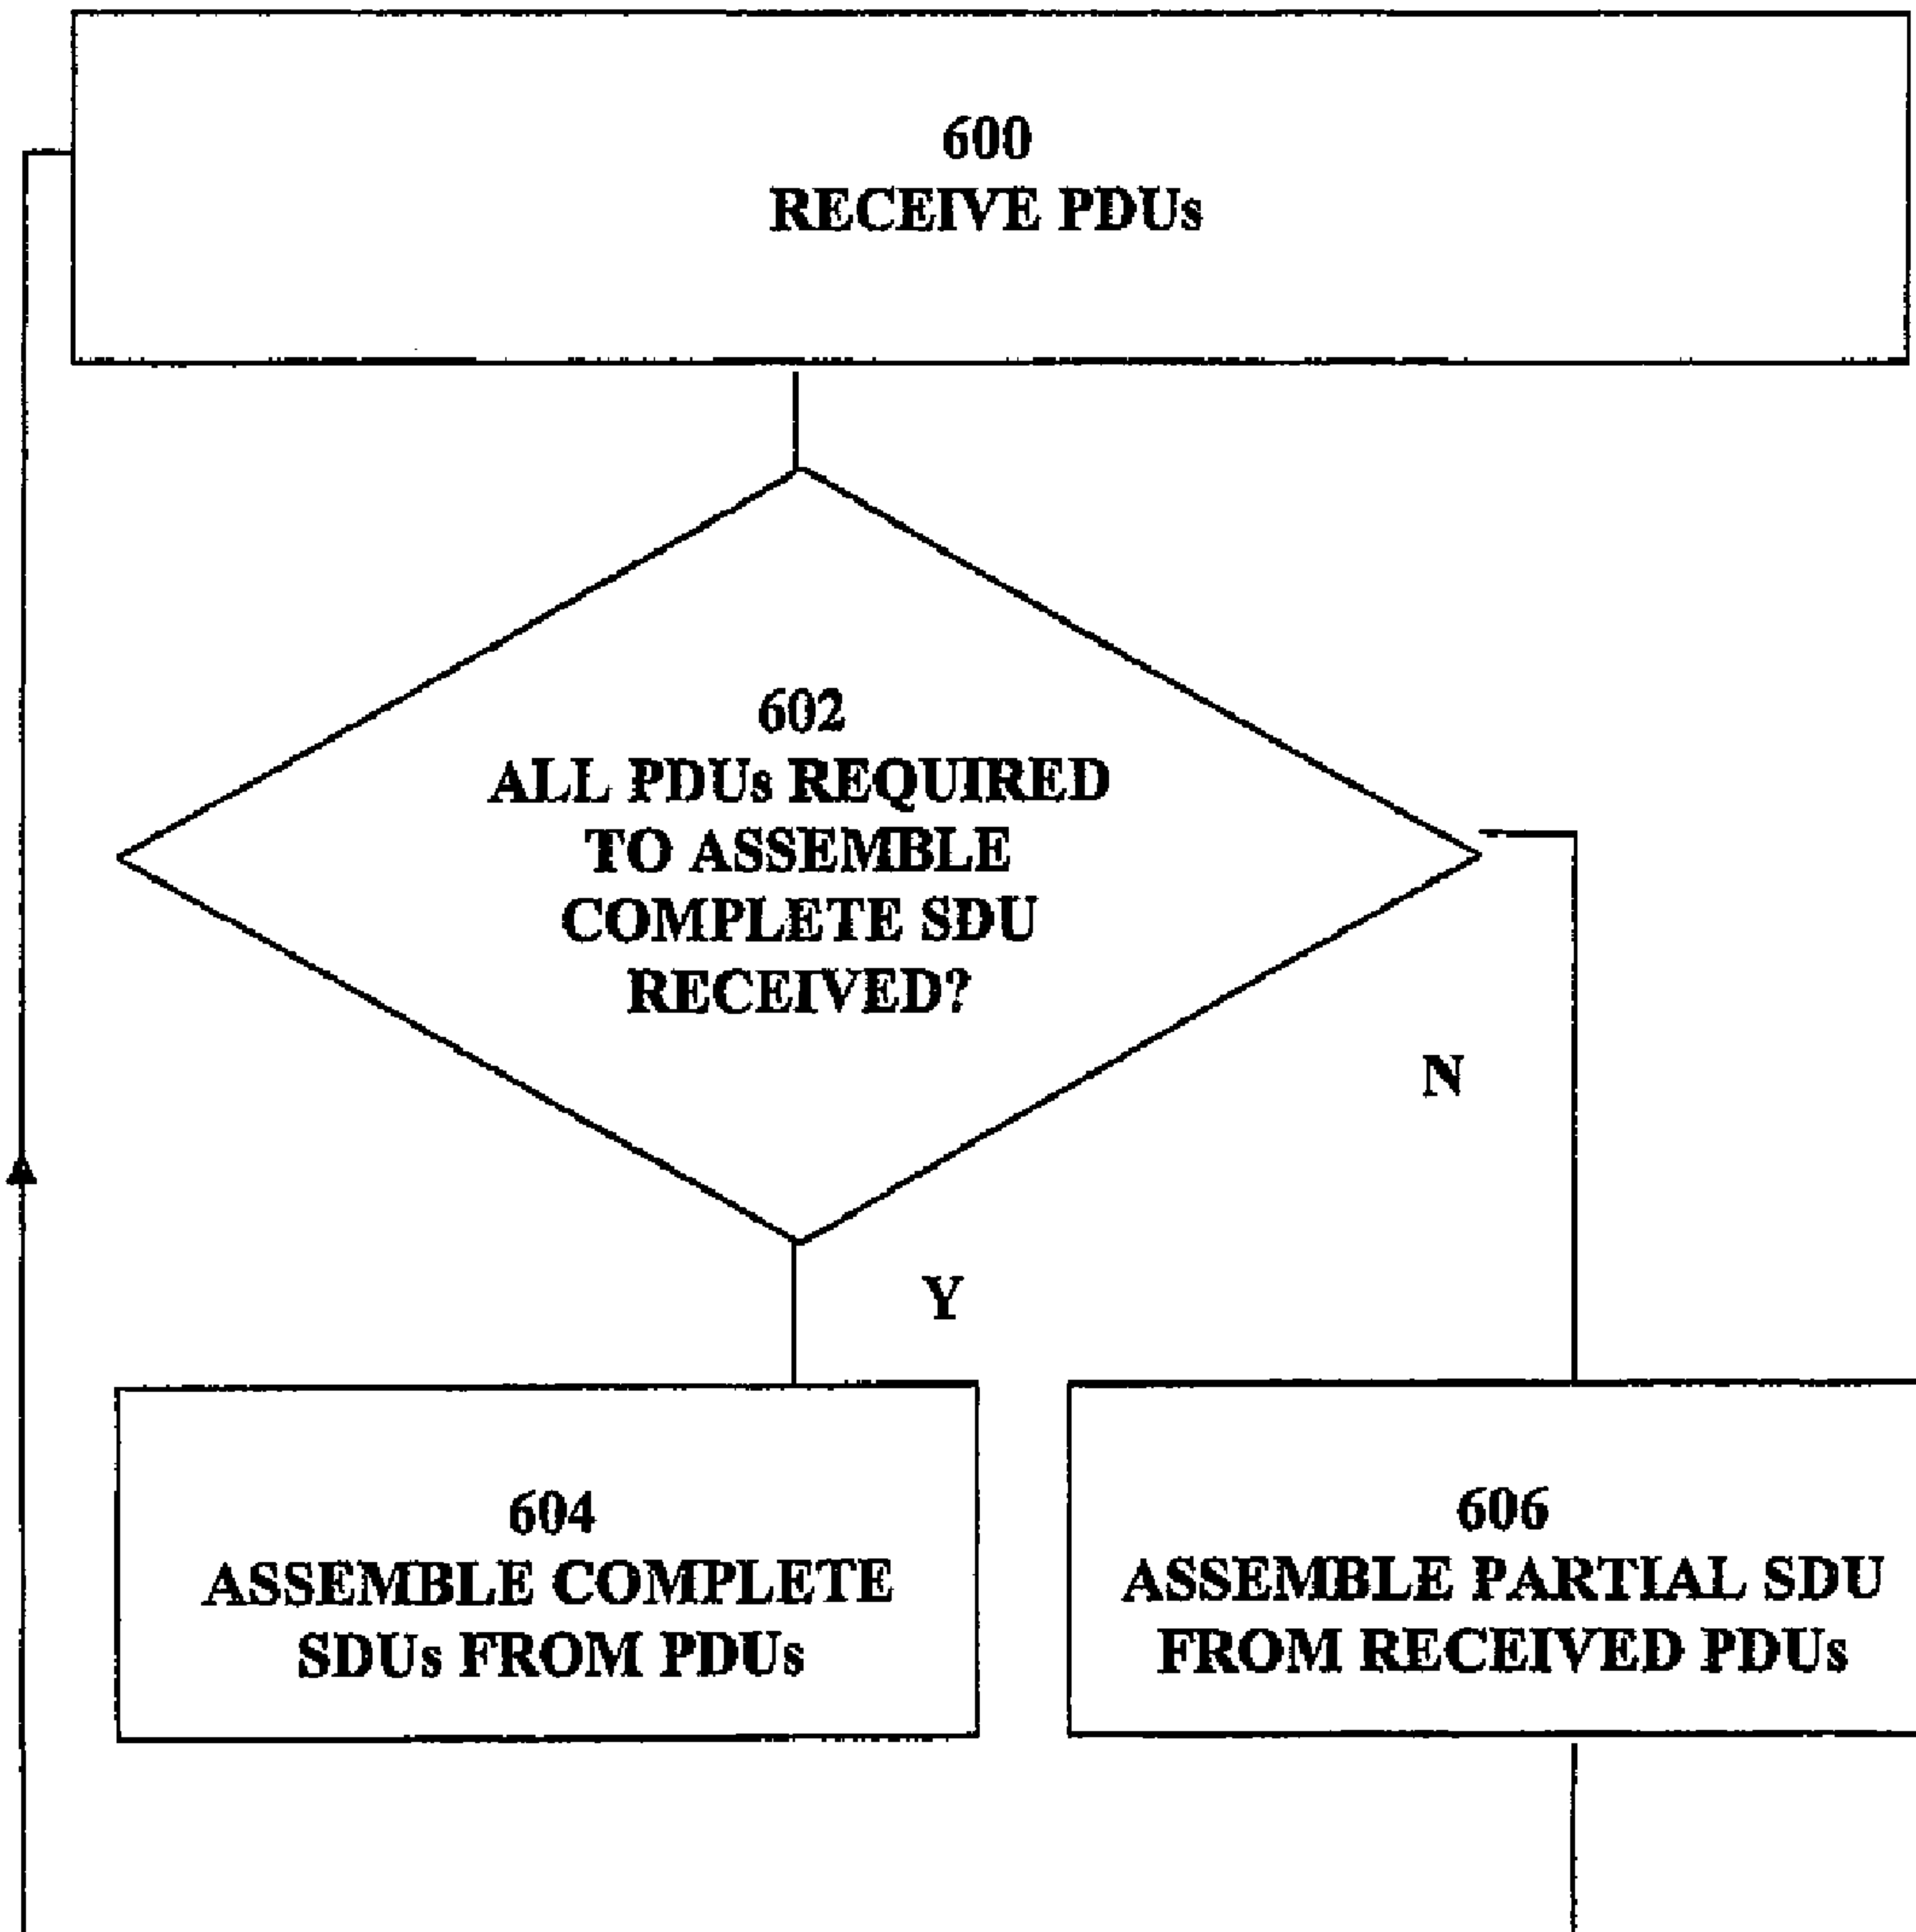 600
RECEIVE PDUs
602
ALL PDUs REQUIRED
TO ASSEMBLE
COMPLETE SDU
RECEIVED?
N
Y
604
ASSEMBLE COMPLETE
SDUs FROM PDUs
606
ASSEMBLE PARTIAL SDU
FROM RECEIVED PDUs